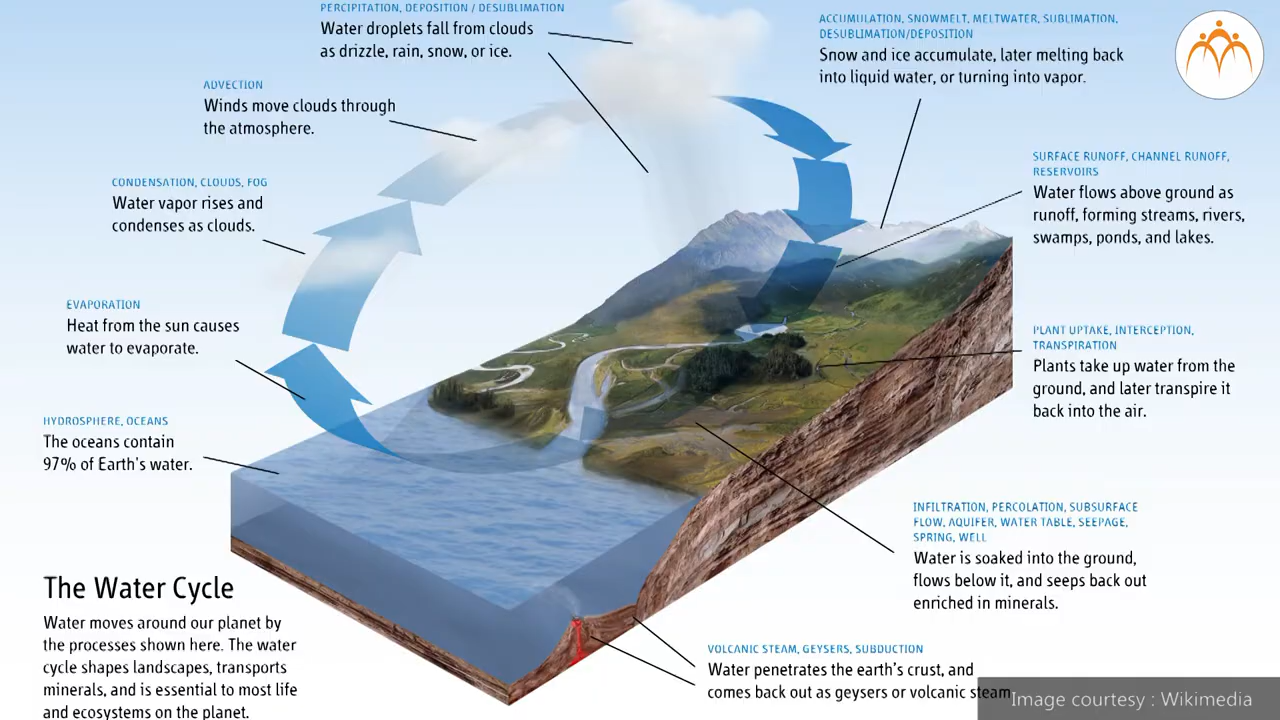 PERCIPITATION, DEPOSITION / DESUBLIMATION
Water droplets fall from clouds
as drizzle, rain, snow, or ice.
ACCUMULATION, SNOWMELT, MELTWATER, SUBLIMATION,
DESUBLIMATION/DEPOSITION
Snow and ice accumulate, later melting back
into liquid water, or turning into vapor.
ADVECTION
Winds move clouds through
the atmosphere.
SURFACE RUNOFF, CHANNEL RUNOFF,
RESERVOIRS
Water flows above ground as
runoff, forming streams, rivers,
swamps, ponds, and lakes.
CONDENSATION, CLOUDS, FOG
Water vapor rises and
condenses as clouds.
EVAPORATION
Heat from the sun causes
water to evaporate.
PLANT UPTAKE, INTERCEPTION,
TRANSPIRATION
Plants take up water from the
ground, and later transpire it
back into the air.
HYDROSPHERE, OCEANS
The oceans contain
97% of Earth's water.
INFILTRATION, PERCOLATION, SUBSURFACE
FLOW, AQUIFER, WATER TABLE, SEEPAGE,
SPRING, WELL
Water is soaked into the ground,
flows below it, and seeps back out
enriched in minerals.
The Water Cycle
Water moves around our planet by
the processes shown here. The water
cycle shapes landscapes, transports
minerals, and is essential to most life
and ecosystems on the planet.
VOLCANIC STEAM, GEYSERS, SUBDUCTION
Water penetrates the earth's crust, and
comes back out as geysers or volcanic steam
Image courtesy : Wikimedia